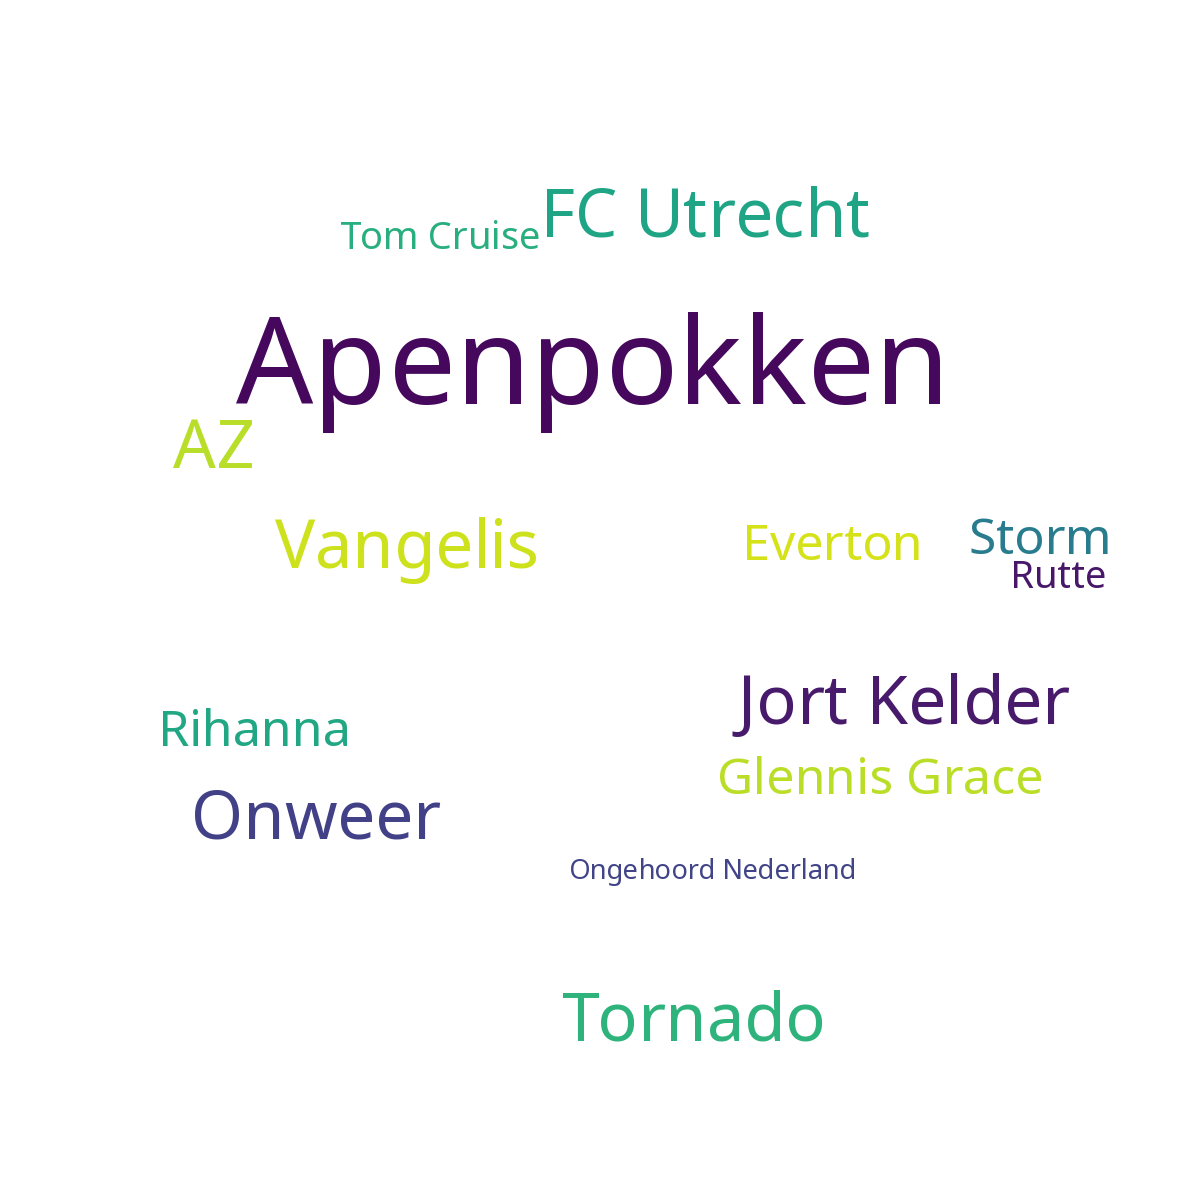 FC Utrecht
Tom Cruise
Apenpokken
AZ
Vangelis
Everton
Storm
Rutte
Jort Kelder
Rihanna
Glennis Grace
Onweer
Ongehoord Nederland
Tornado